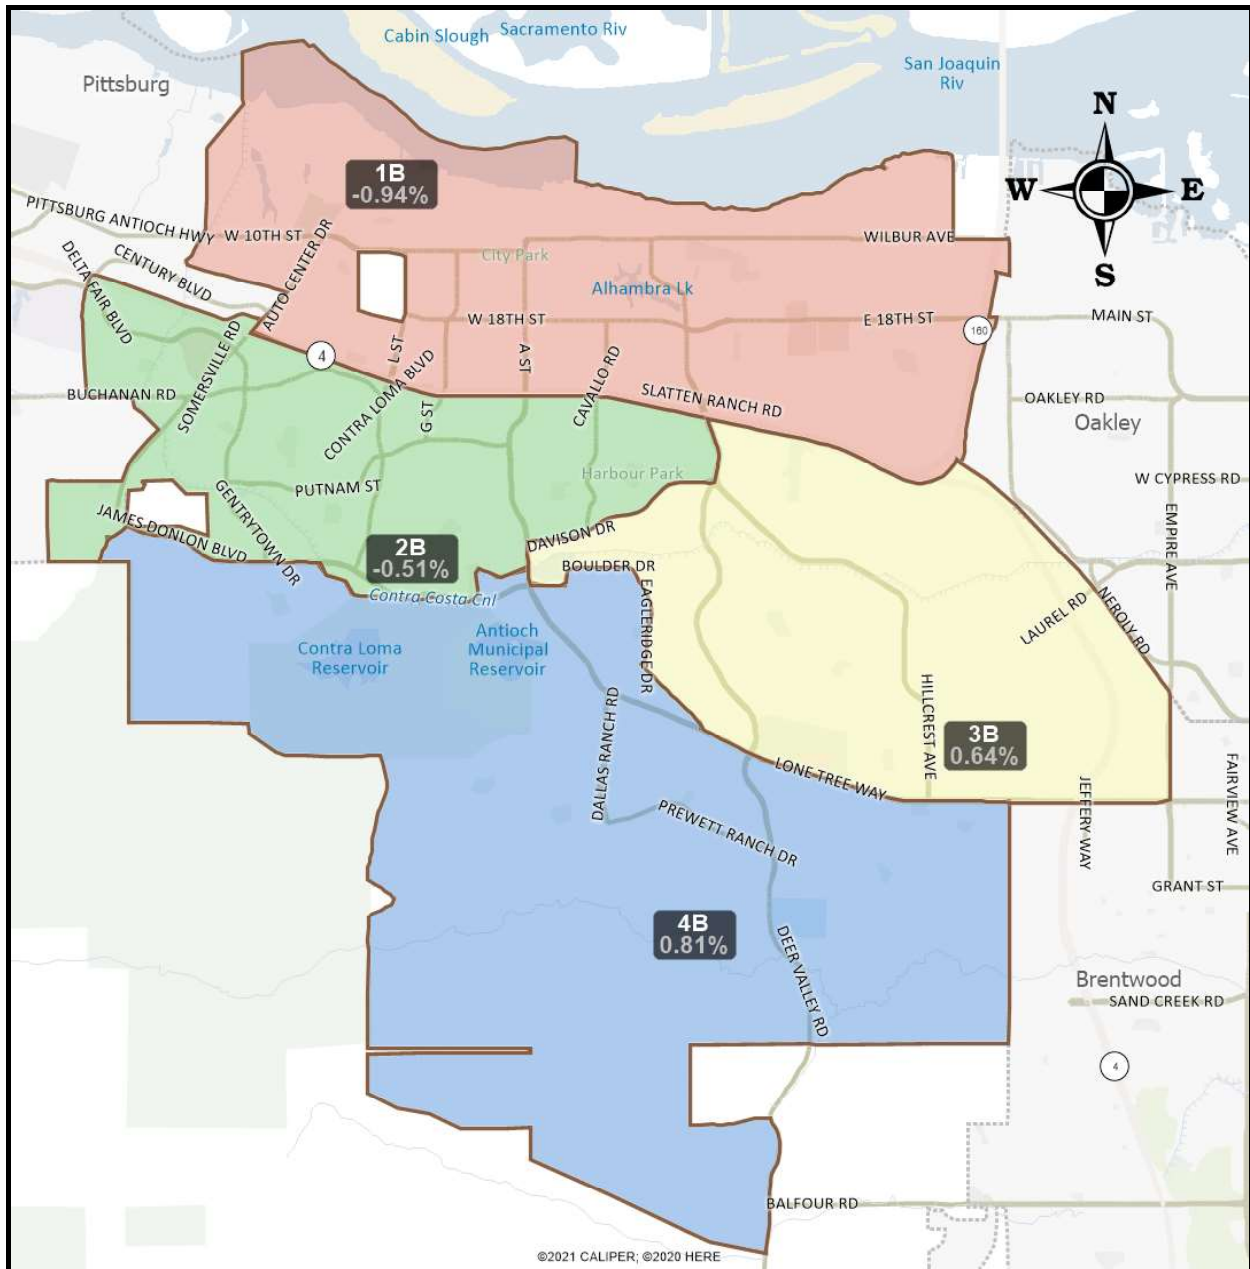 Cabin Slough
Sacramento Riv
San Joaquin
Riv
Pittsburg
N
W
E
S
1B
-0.94%
PITTSBURG ANTIOCH HWY
W 10TH ST
AUTO CENTER DR
WILBUR AVE
CENTURY BLVD
DELTA FAIR BLVD
City Park
Alhambra Lk
W 18TH ST
E 18TH ST
160
MAIN ST
SOMERSVILLE RD
4
L ST
A ST
CAVALLO RD
CONTRA LOMA BLVD
G ST
BUCHANAN RD
SLATTEN RANCH RD
OAKLEY RD
Oakley
Harbour Park
W CYPRESS RD
PUTNAM ST
GENTRYTOWN DR
JAMES DONLON BLVD
EMPIRE AVE
DAVISON DR
2B
-0.51%
BOULDER DR
EAGLERIDGE DR
Contra Costa Cnl
LAUREL RD
NEROLY RD
Contra Loma
Reservoir
Antioch
Municipal
Reservoir
DALLAS RANCH RD
HILLCREST AVE
3B
0.64%
LONE TREE WAY
JEFFERY WAY
FAIRVIEW AVE
PREWETT RANCH DR
GRANT ST
4B
0.81%
DEER VALLEY RD
Brentwood
SAND CREEK RD
4
BALFOUR RD
©2021 CALIPER; ©2020 HERE